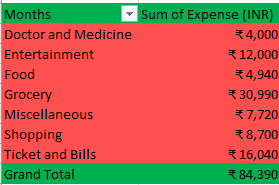 Months Sum of Expense (INR)
Doctor and Medicine ₹ 4,000
Entertainment ₹ 12,000
Food ₹ 4,940
Grocery ₹ 30,990
Miscellaneous ₹ 7,720
Shopping ₹ 8,700
Ticket and Bills ₹ 16,040
Grand Total ₹ 84,390